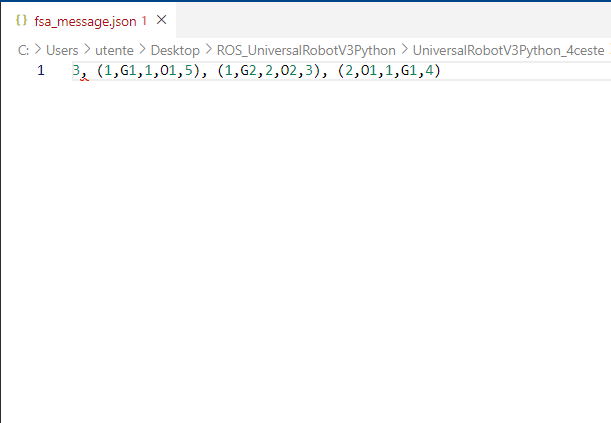 {} fsa_message.json 1 ×
C: > Users > utente > Desktop > ROS_UniversalRobotV3Python > UniversalRobotV3Python_4ceste
1 3, (1,G1,1,O1,5), (1,G2,2,O2,3), (2,O1,1,G1,4)